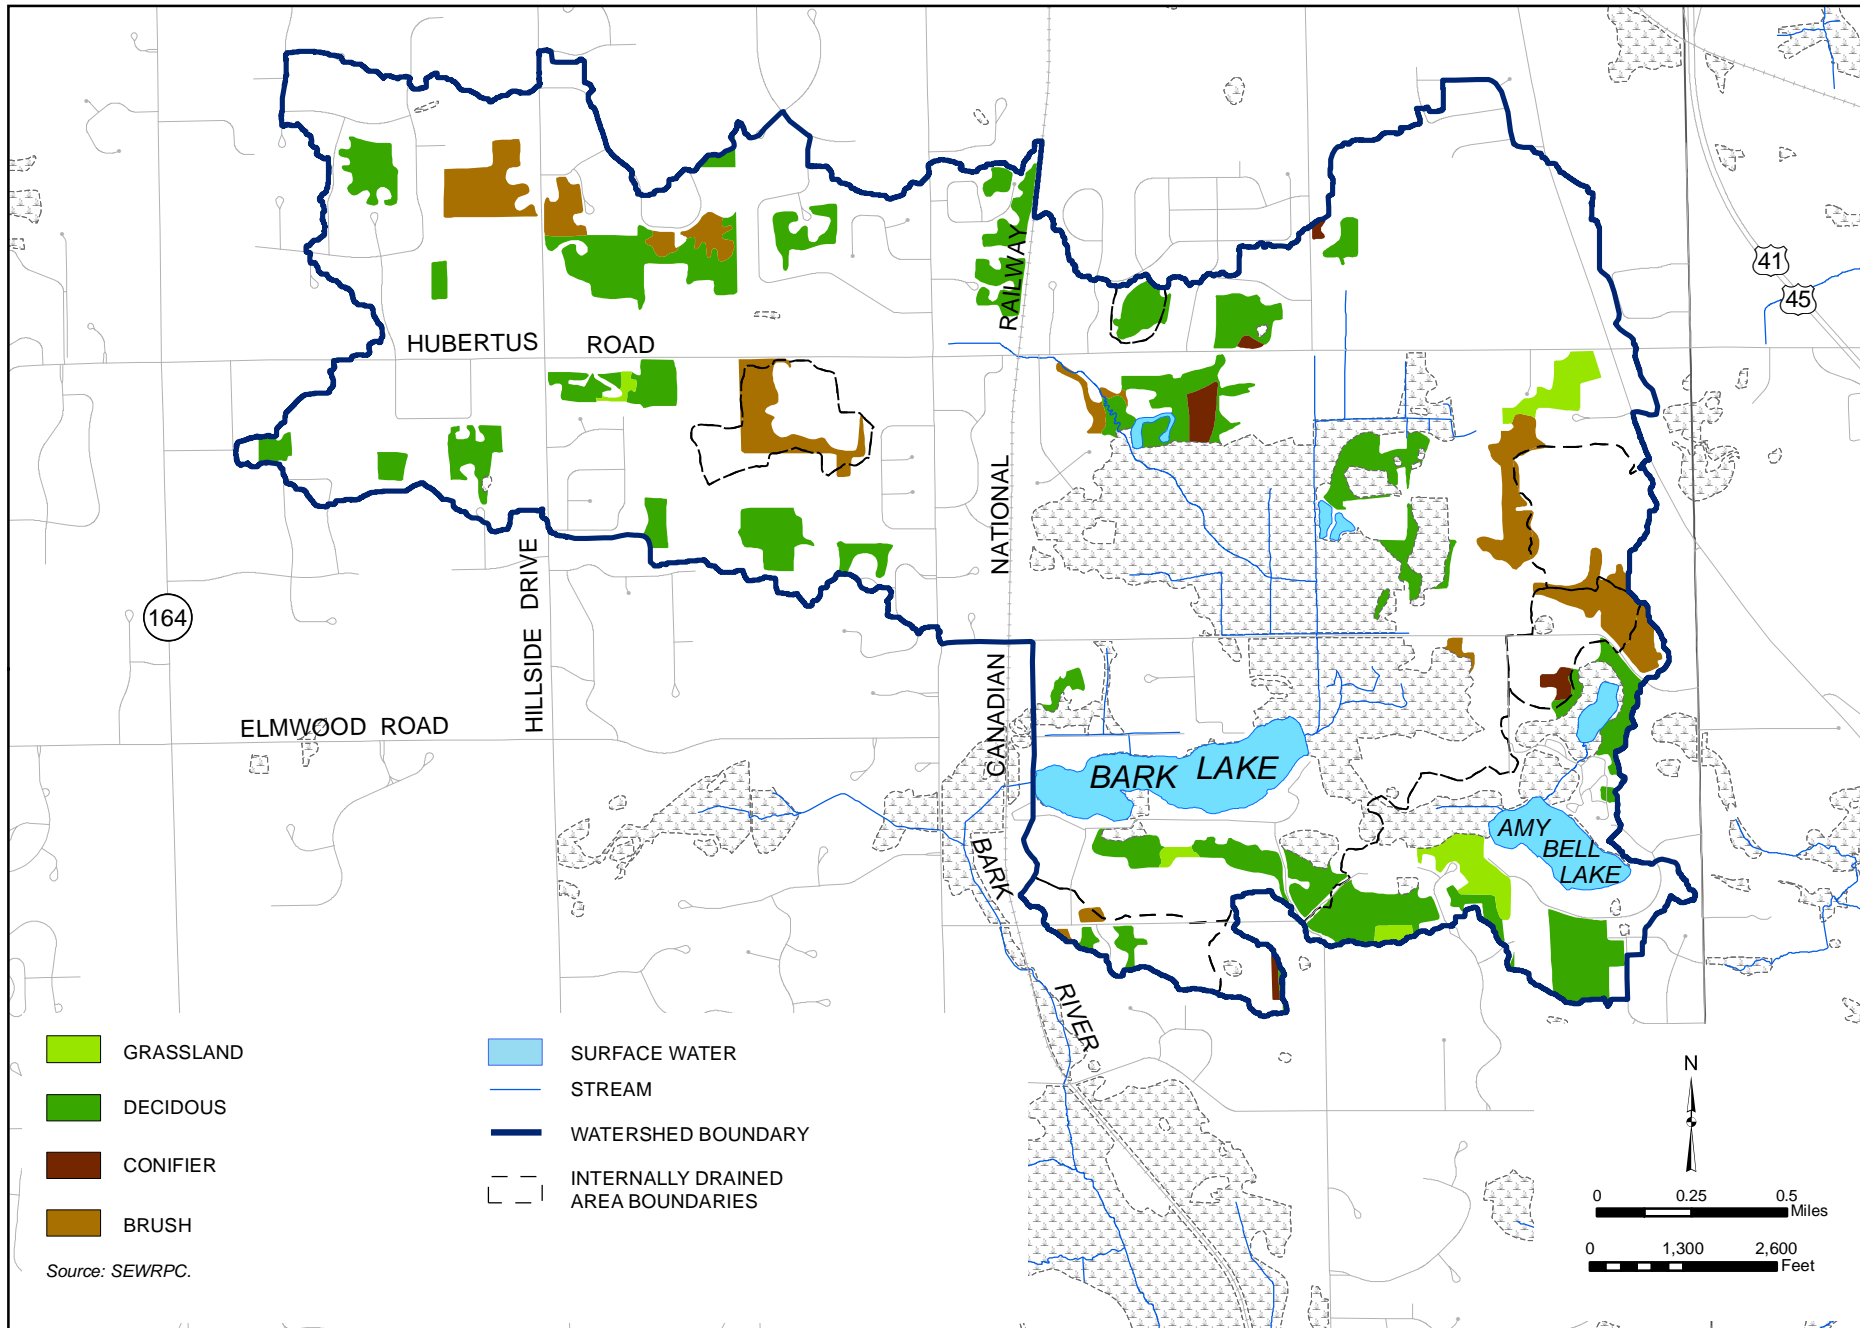 41
45
HUBERTUS ROAD
RAILWAY
NATIONAL
HILLSIDE DRIVE
164
CANADIAN
ELMWOOD ROAD
BARK LAKE
AMY
BELL
LAKE
BARK
RIVER
GRASSLAND
DECIDOUS
CONIFIER
BRUSH
Source: SEWRPC.
SURFACE WATER
STREAM
WATERSHED BOUNDARY
INTERNALLY DRAINED
AREA BOUNDARIES
N
0 0.25 0.5
Miles
0 1,300 2,600
Feet